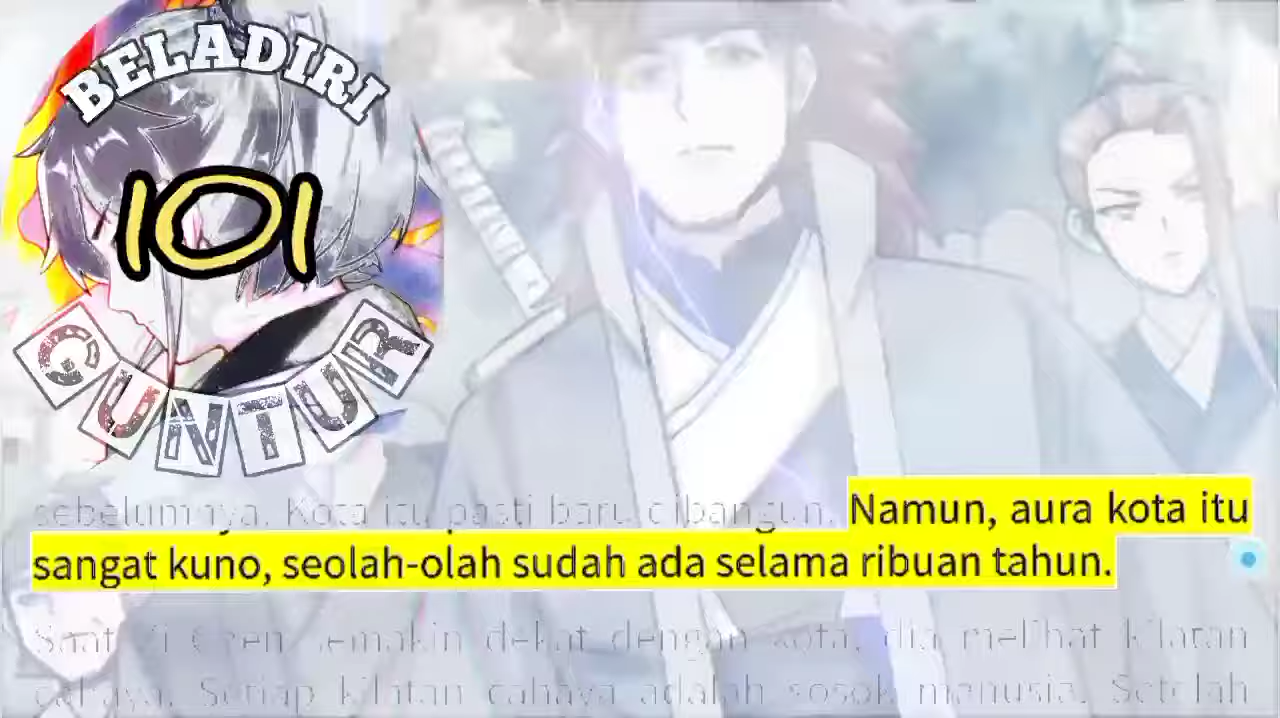 BELADIRI
101
GUNTUR
sebelumnya. Kota itu pasti baru dibangun. Namun, aura kota itu
sangat kuno, seolah-olah sudah ada selama ribuan tahun.
Saat Yi Chen semakin dekat dengan kota, dia melihat kilatan
cahaya. Setiap kilatan cahaya adalah sosok manusia. Setelah